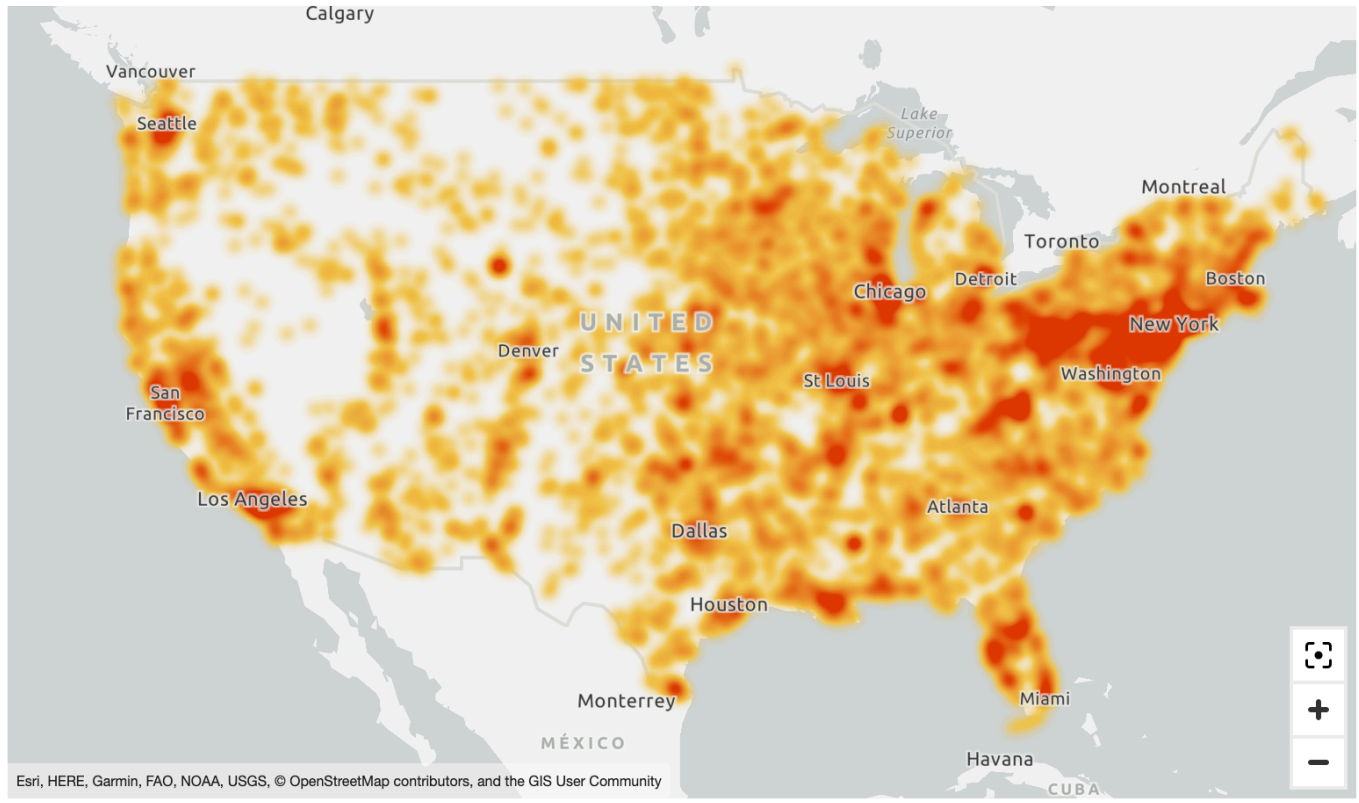 Calgary
Vancouver
Seattle
Lake
Superior
Montreal
Toronto
Boston
Detroit
Chicago
UNITED
STATES
New York
Denver
Washington
St Louis
San
Francisco
Los Angeles
Atlanta
Dallas
Houston
Monterrey
Miami
MÉXICO
Havana
CUBA
Esri, HERE, Garmin, FAO, NOAA, USGS, © OpenStreetMap contributors, and the GIS User Community